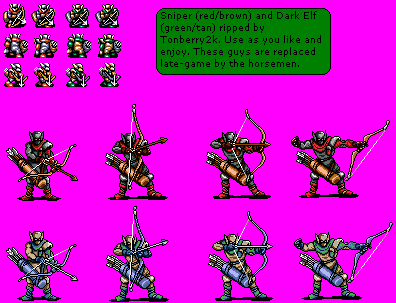 Sniper (red/brown) and Dark Elf
(green/tan) ripped by
Tonberry2k. Use as you like and
enjoy. These guys are replaced
late-game by the horsemen.